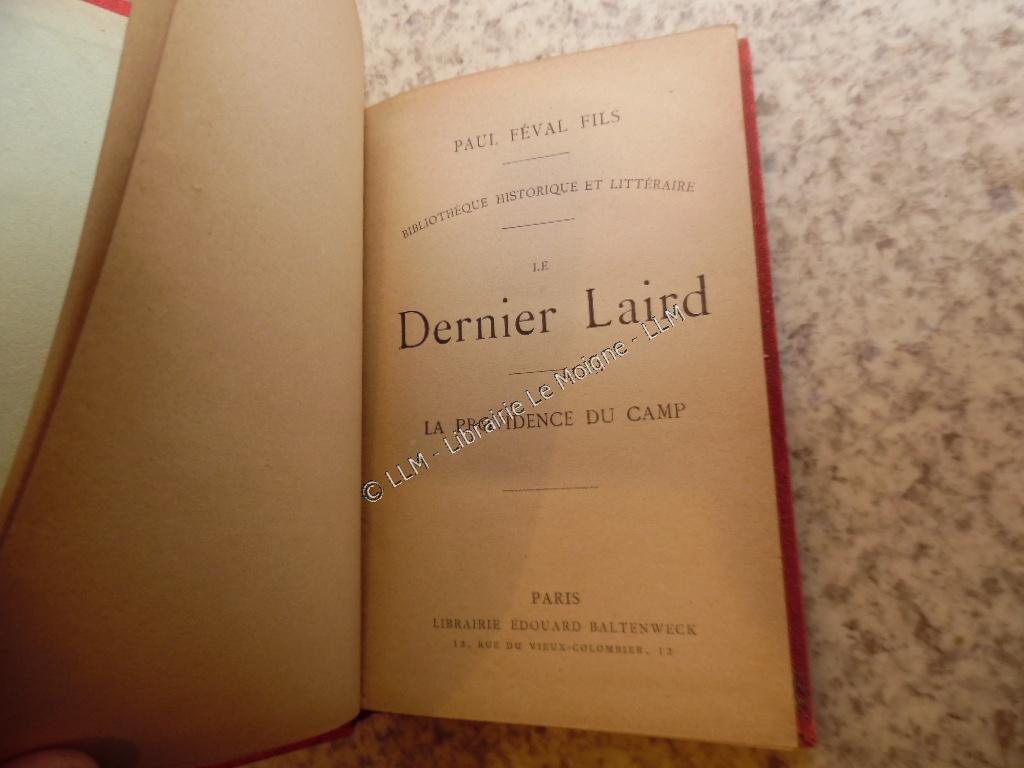 PAUL FÉVAL FILS
BIBLIOTHÈQUE HISTORIQUE ET LITTÉRAIRE
LE
Dernier Laird
LA PROVIDENCE DU CAMP
© LLM - Librairie Le Moigne - LLM
PARIS
LIBRAIRIE ÉDOUARD BALTENWECK
12, RUE DU VIEUX-COLOMBIER, 12